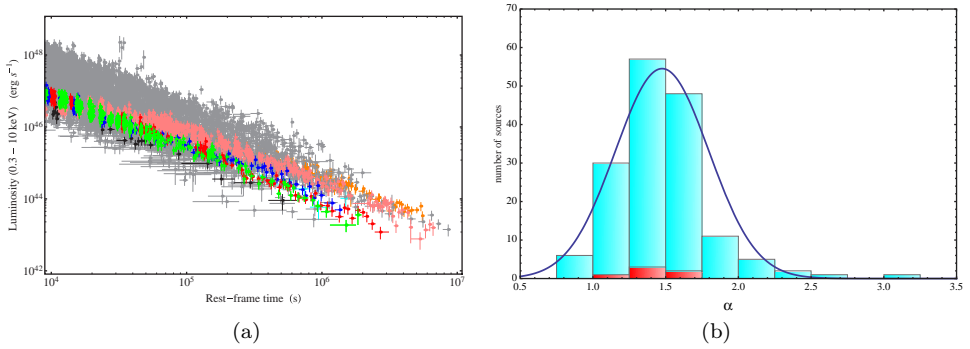 10^48
10^46
10^44
10^42
Luminosity (0.3 – 10 keV) (erg s^−1)
10^4 10^5 10^6 10^7
Rest–frame time (s)
(a)
60
50
40
30
20
10
0
number of sources
0.5 1.0 1.5 2.0 2.5 3.0 3.5
α
(b)